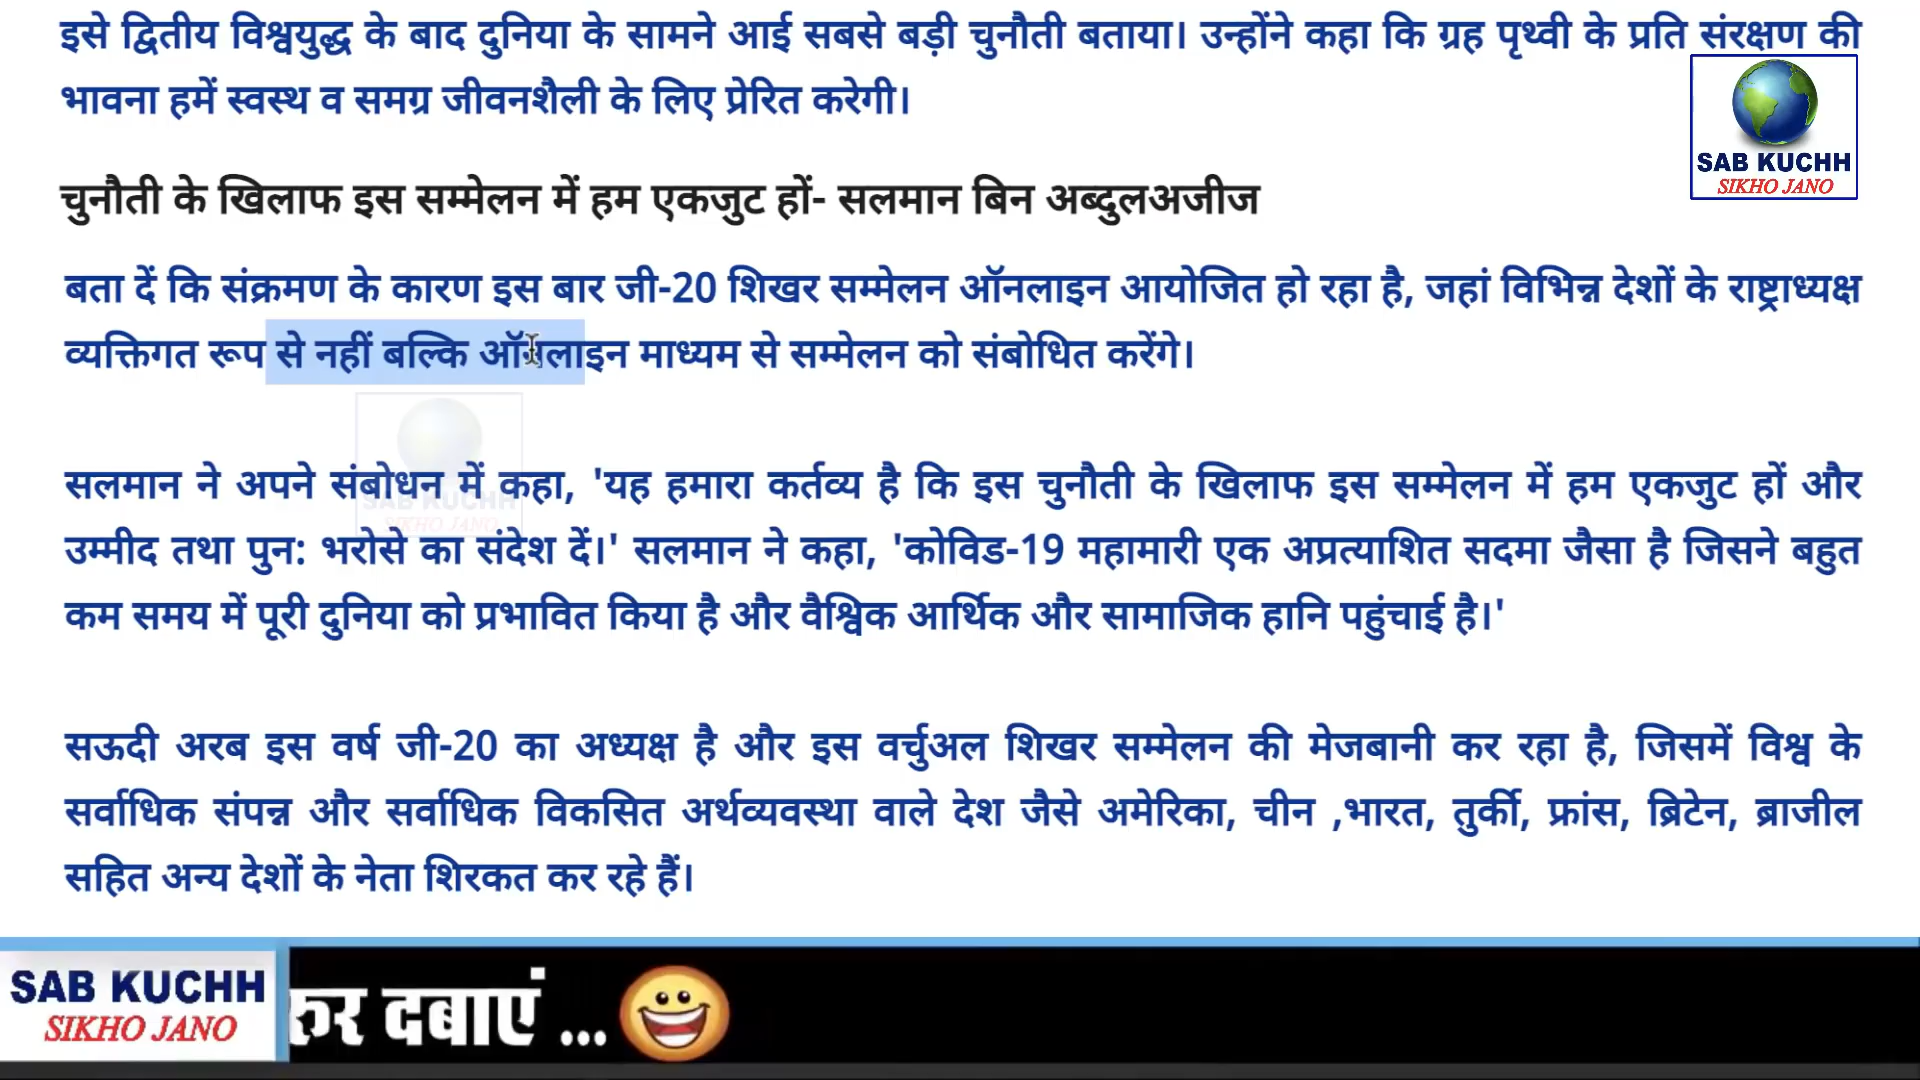 इसे द्वितीय विश्वयुद्ध के बाद दुनिया के सामने आई सबसे बड़ी चुनौती बताया। उन्होंने कहा कि ग्रह पृथ्वी के प्रति संरक्षण की
भावना हमें स्वस्थ व समग्र जीवनशैली के लिए प्रेरित करेगी।
SAB KUCHH
SIKHO JANO
चुनौती के खिलाफ इस सम्मेलन में हम एकजुट हों- सलमान बिन अब्दुलअजीज
बता दें कि संक्रमण के कारण इस बार जी-20 शिखर सम्मेलन ऑनलाइन आयोजित हो रहा है, जहां विभिन्न देशों के राष्ट्राध्यक्ष
व्यक्तिगत रूप से नहीं बल्कि ऑनलाइन माध्यम से सम्मेलन को संबोधित करेंगे।
सलमान ने अपने संबोधन में कहा, 'यह हमारा कर्तव्य है कि इस चुनौती के खिलाफ इस सम्मेलन में हम एकजुट हों और
SAB KUCHH
SIKHO JANO
उम्मीद तथा पुन: भरोसे का संदेश दें।' सलमान ने कहा, 'कोविड-19 महामारी एक अप्रत्याशित सदमा जैसा है जिसने बहुत
कम समय में पूरी दुनिया को प्रभावित किया है और वैश्विक आर्थिक और सामाजिक हानि पहुंचाई है।'
सऊदी अरब इस वर्ष जी-20 का अध्यक्ष है और इस वर्चुअल शिखर सम्मेलन की मेजबानी कर रहा है, जिसमें विश्व के
सर्वाधिक संपन्न और सर्वाधिक विकसित अर्थव्यवस्था वाले देश जैसे अमेरिका, चीन ,भारत, तुर्की, फ्रांस, ब्रिटेन, ब्राजील
सहित अन्य देशों के नेता शिरकत कर रहे हैं।
SAB KUCHH
SIKHO JANO
रुर दबाएं ...